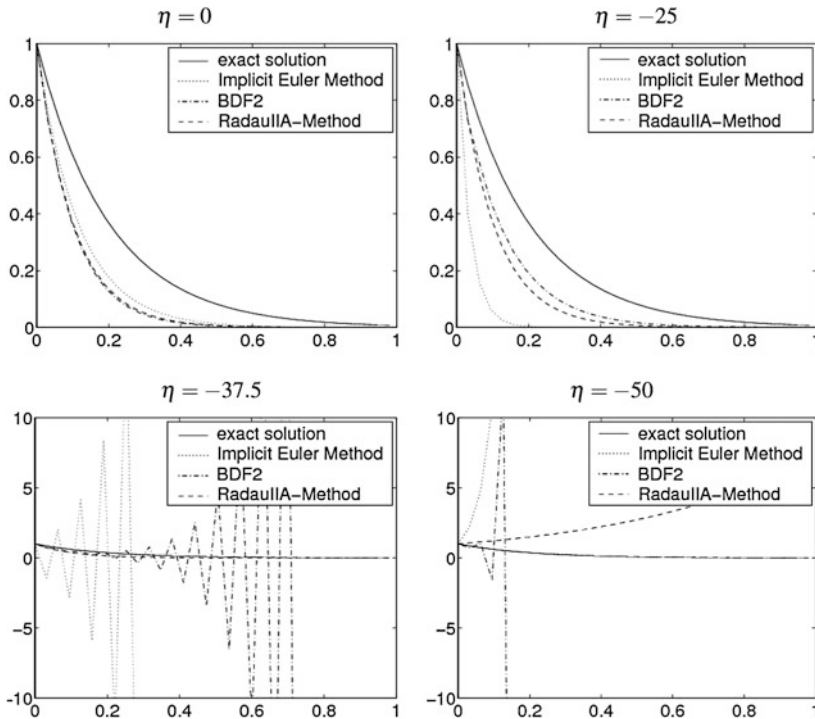 η = 0
1
0.8
0.6
0.4
0.2
0
0 0.2 0.4 0.6 0.8 1
exact solution
Implicit Euler Method
BDF2
RadauIIA-Method
η = −25
1
0.8
0.6
0.4
0.2
0
0 0.2 0.4 0.6 0.8 1
exact solution
Implicit Euler Method
BDF2
RadauIIA-Method
η = −37.5
10
5
0
-5
-10
0 0.2 0.4 0.6 0.8 1
exact solution
Implicit Euler Method
BDF2
RadauIIA-Method
η = −50
10
5
0
-5
-10
0 0.2 0.4 0.6 0.8 1
exact solution
Implicit Euler Method
BDF2
RadauIIA-Method